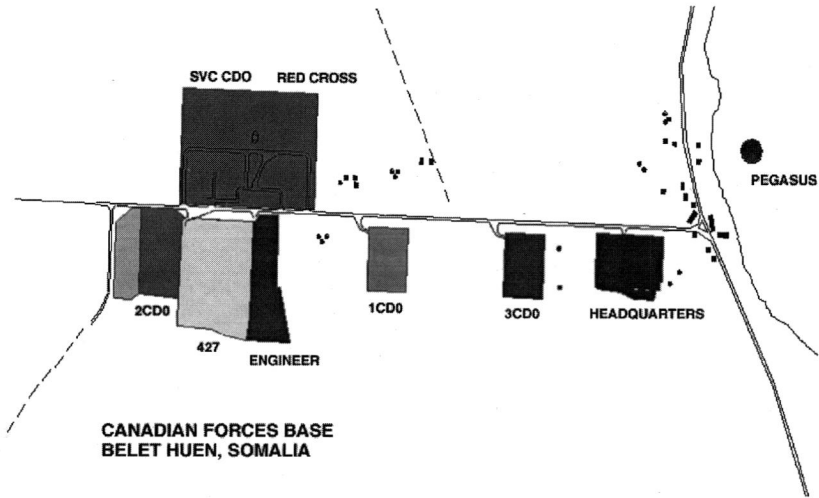 SVC CDO RED CROSS
PEGASUS
2CD0
1CD0
3CD0
HEADQUARTERS
427
ENGINEER
CANADIAN FORCES BASE
BELET HUEN, SOMALIA